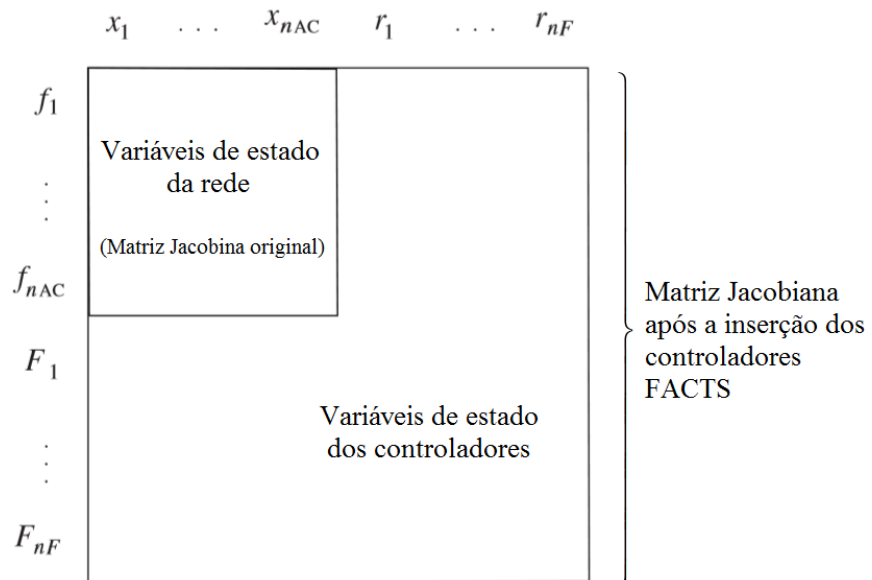 x₁ . . . xₙAC r₁ . . . rₙF
f₁
Variáveis de estado
da rede
(Matriz Jacobina original)
.
.
.
fₙAC
Matriz Jacobiana
após a inserção dos
controladores
FACTS
F₁
Variáveis de estado
dos controladores
.
.
.
FₙF